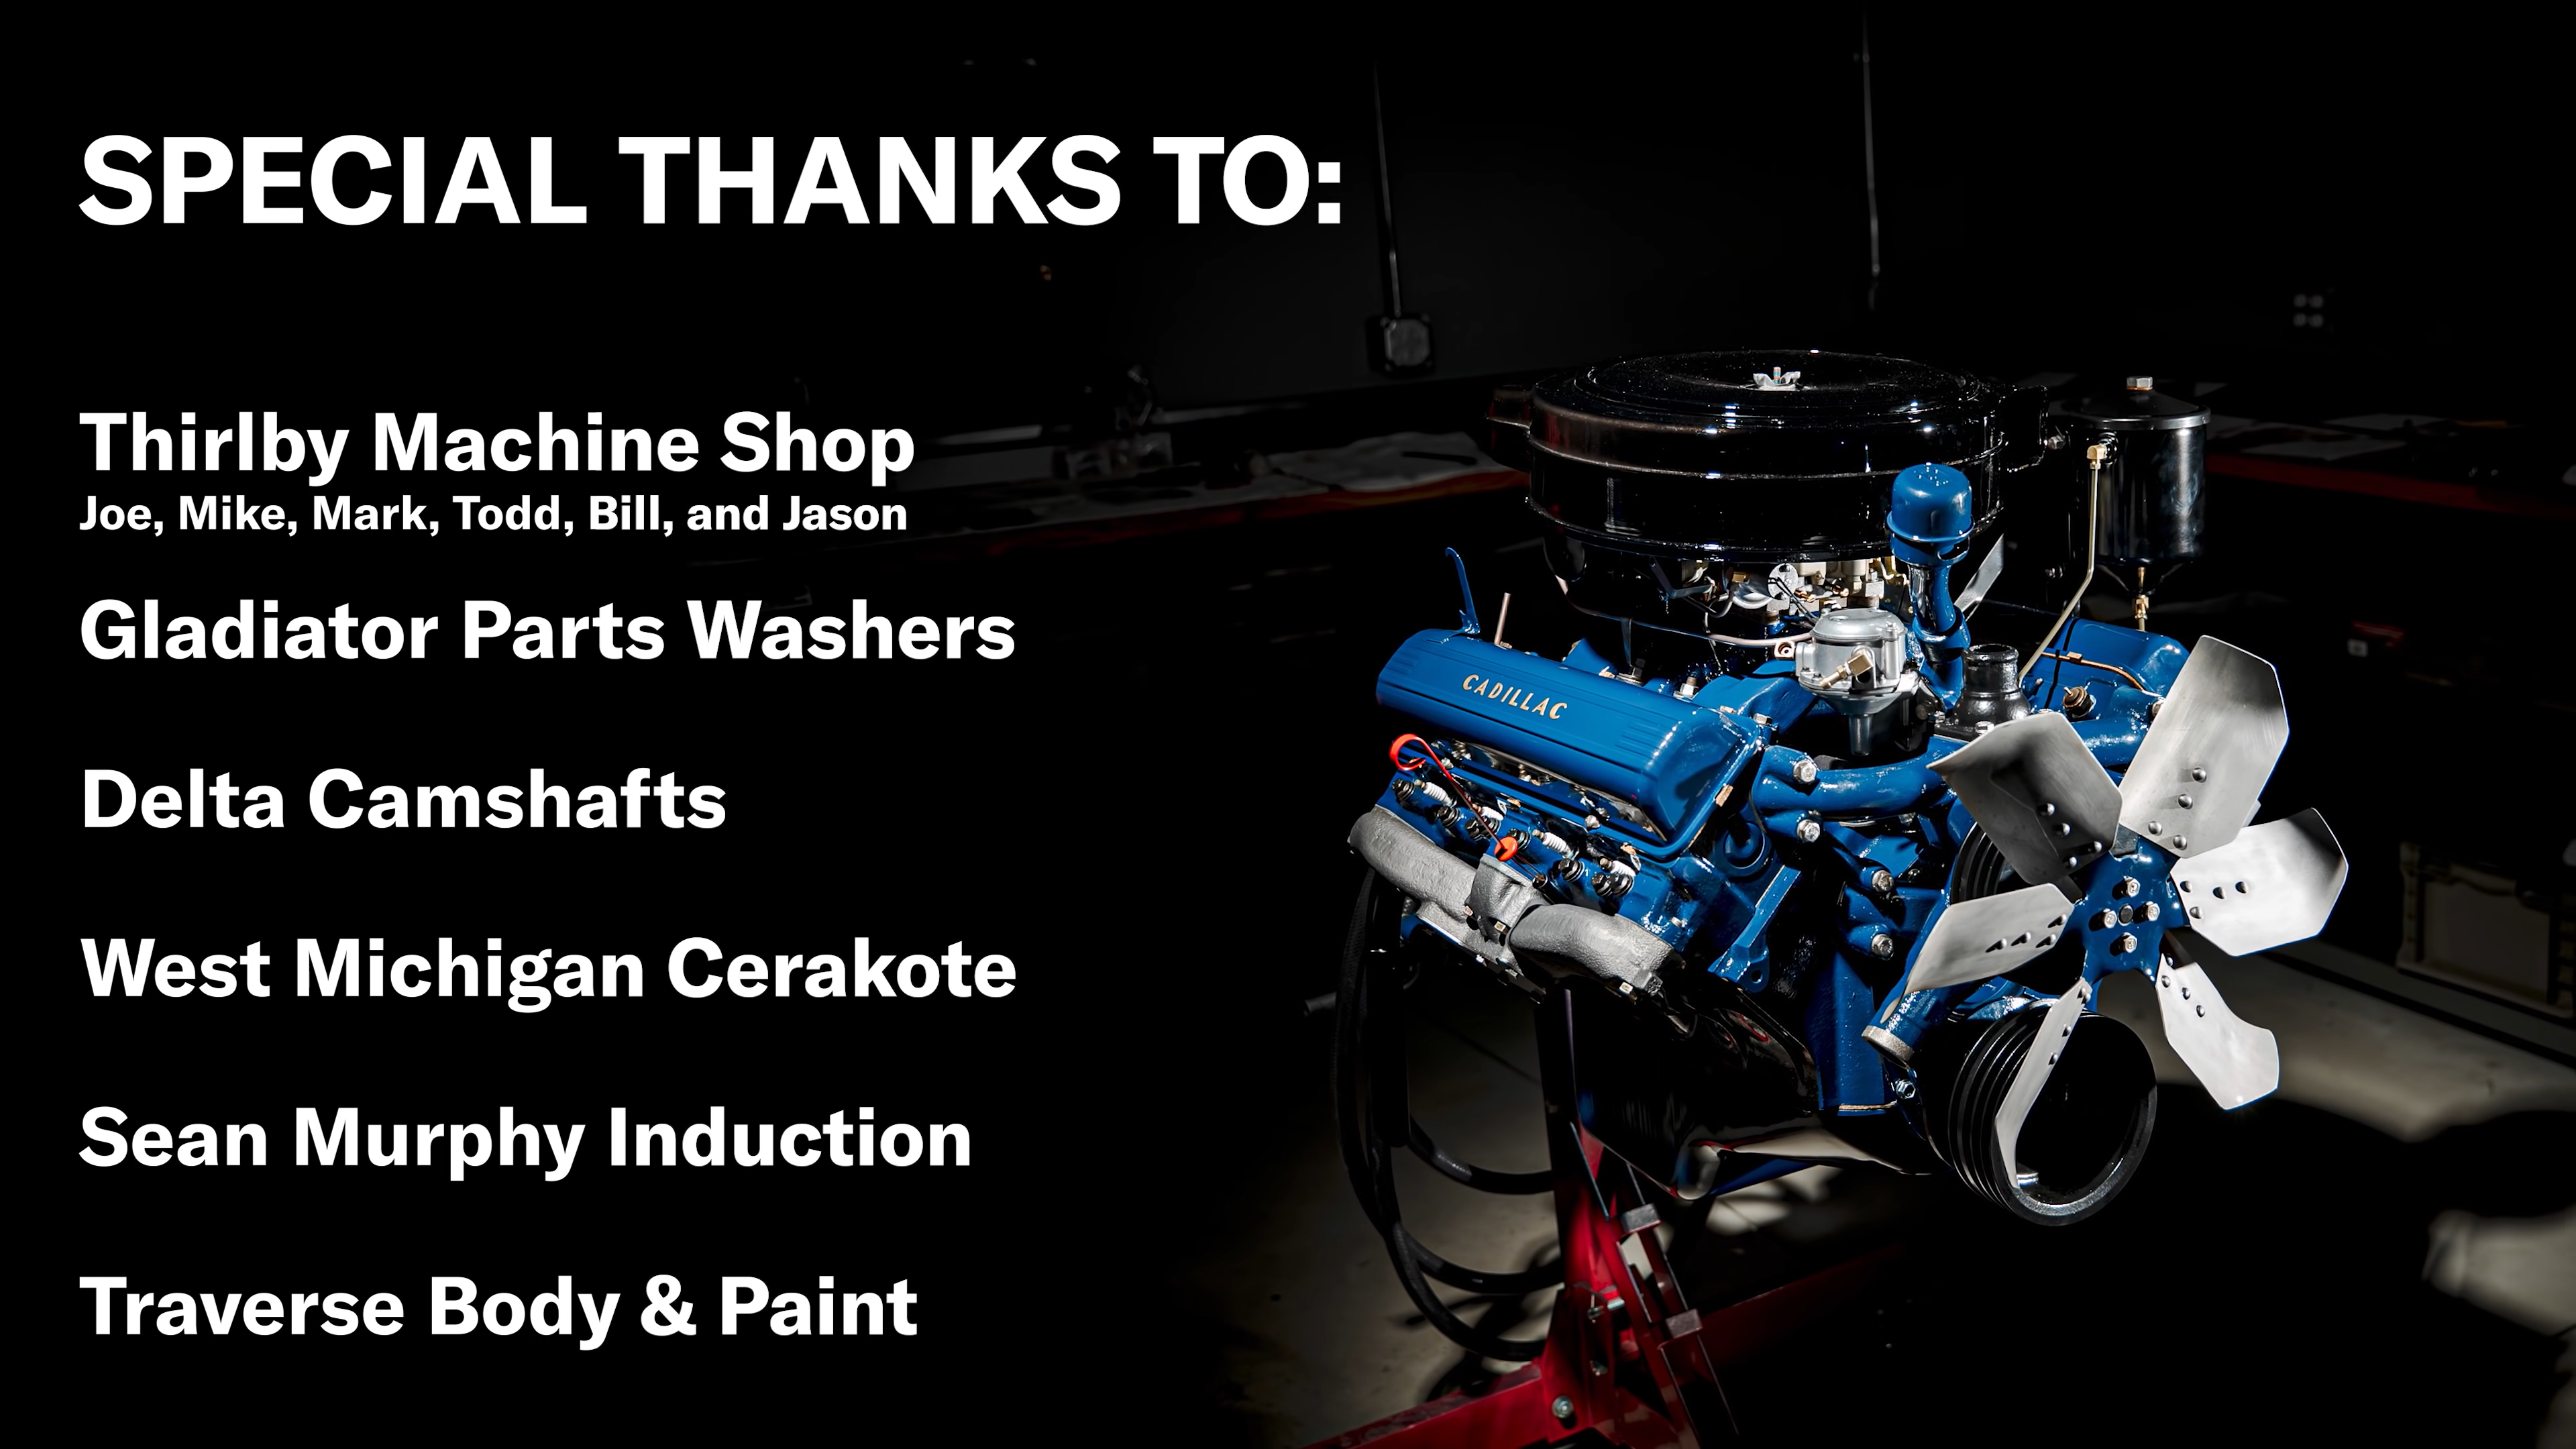 SPECIAL THANKS TO:
Thirlby Machine Shop
Joe, Mike, Mark, Todd, Bill, and Jason
Gladiator Parts Washers
Delta Camshafts
West Michigan Cerakote
Sean Murphy Induction
Traverse Body & Paint
CADILLAC